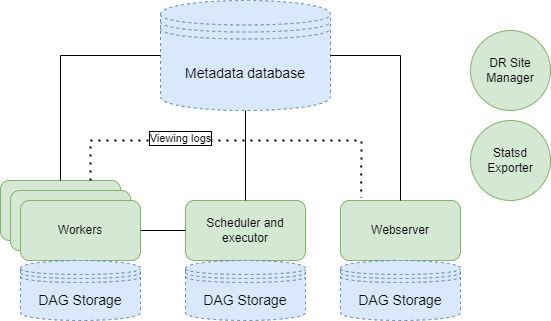 Metadata database
DR Site
Manager
Viewing logs
Statsd
Exporter
Workers
Scheduler and
executor
Webserver
DAG Storage
DAG Storage
DAG Storage